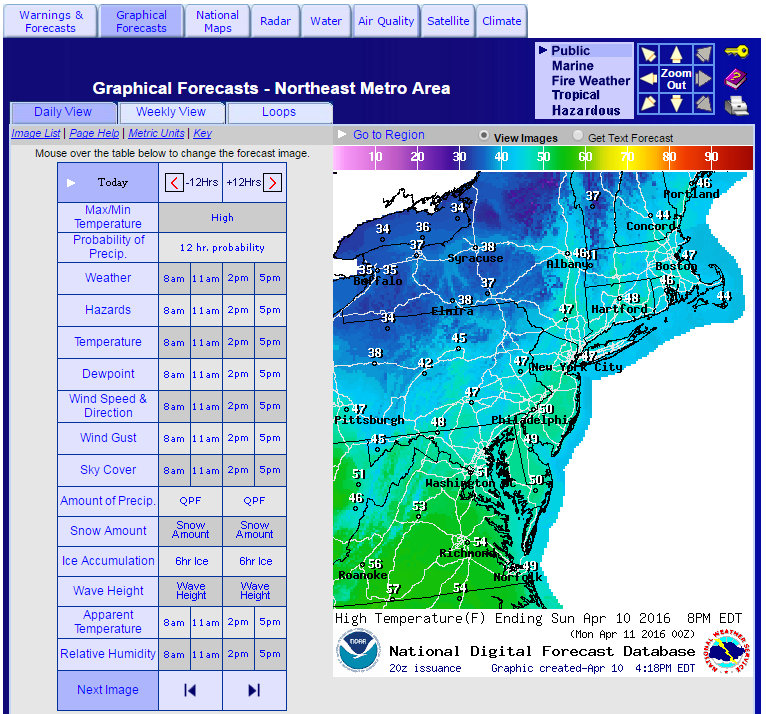 Warnings &
Forecasts
Graphical
Forecasts
National
Maps
Radar
Water
Air Quality
Satellite
Climate
Graphical Forecasts - Northeast Metro Area
Public
Marine
Fire Weather
Tropical
Hazardous
Zoom
Out
Daily View
Weekly View
Loops
Image List | Page Help | Metric Units | Key
Go to Region
View Images
Get Text Forecast
Mouse over the table below to change the forecast image.
Today
-12Hrs
+12Hrs
Max/Min
Temperature
High
Probability of
Precip.
12 hr. probability
Weather 8am 11am 2pm 5pm
Hazards 8am 11am 2pm 5pm
Temperature 8am 11am 2pm 5pm
Dewpoint 8am 11am 2pm 5pm
Wind Speed &
Direction
8am 11am 2pm 5pm
Wind Gust 8am 11am 2pm 5pm
Sky Cover 8am 11am 2pm 5pm
Amount of Precip. QPF QPF
Snow Amount
Snow
Amount
Snow
Amount
Ice Accumulation 6hr Ice 6hr Ice
Wave Height
Wave
Height
Wave
Height
Apparent
Temperature
8am 11am 2pm 5pm
Relative Humidity 8am 11am 2pm 5pm
Next Image
10 20 30 40 50 60 70 80 90
46
Portland
37
34
44
Concord
34
36
37
38
Syracuse
46
41
Albany
47
Boston
35
35
Buffalo
46
37
38
Elmira
48
Hartford
44
34
47
45
38
42
47
47
New York City
47
47
Pittsburgh
50
Philadelphia
48
45
49
51
51
Washington DC
50
46
53
54
Richmond
56
Roanoke
49
Norfolk
57
54
High Temperature(F) Ending Sun Apr 10 2016 8PM EDT
(Mon Apr 11 2016 00Z)
National Digital Forecast Database
20z issuance
Graphic created-Apr 10 4:18PM EDT
NOAA
NATIONAL WEATHER SERVICE